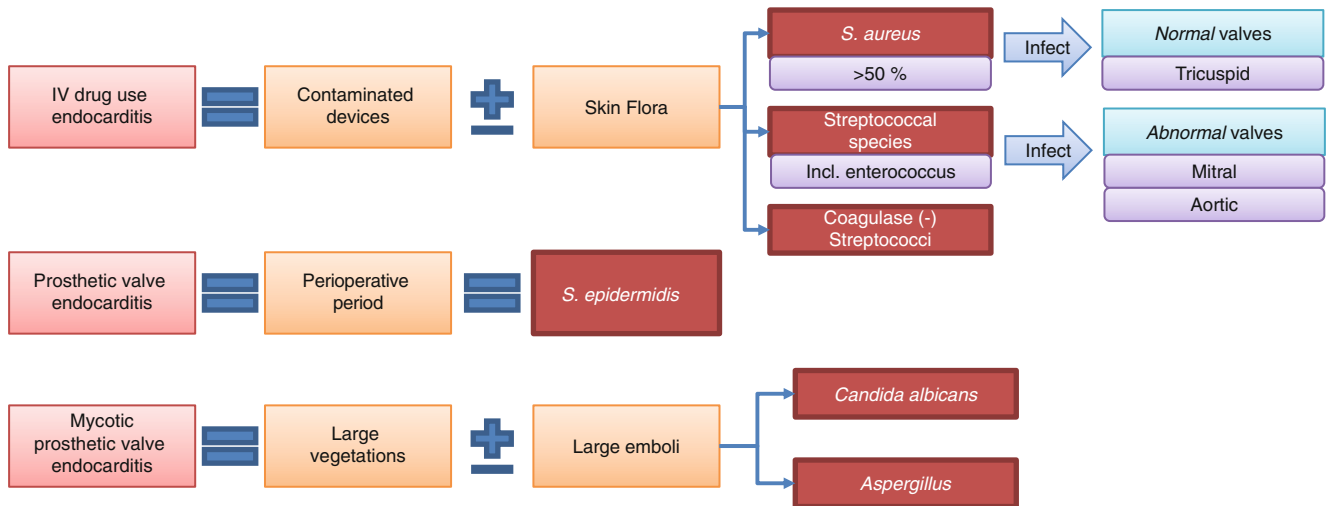 IV drug use
endocarditis
Contaminated
devices
Skin Flora
S. aureus
>50 %
Infect
Normal valves
Tricuspid
Streptococcal
species
Incl. enterococcus
Infect
Abnormal valves
Mitral
Aortic
Coagulase (-)
Streptococci
Prosthetic valve
endocarditis
Perioperative
period
S. epidermidis
Mycotic
prosthetic valve
endocarditis
Large
vegetations
Large emboli
Candida albicans
Aspergillus